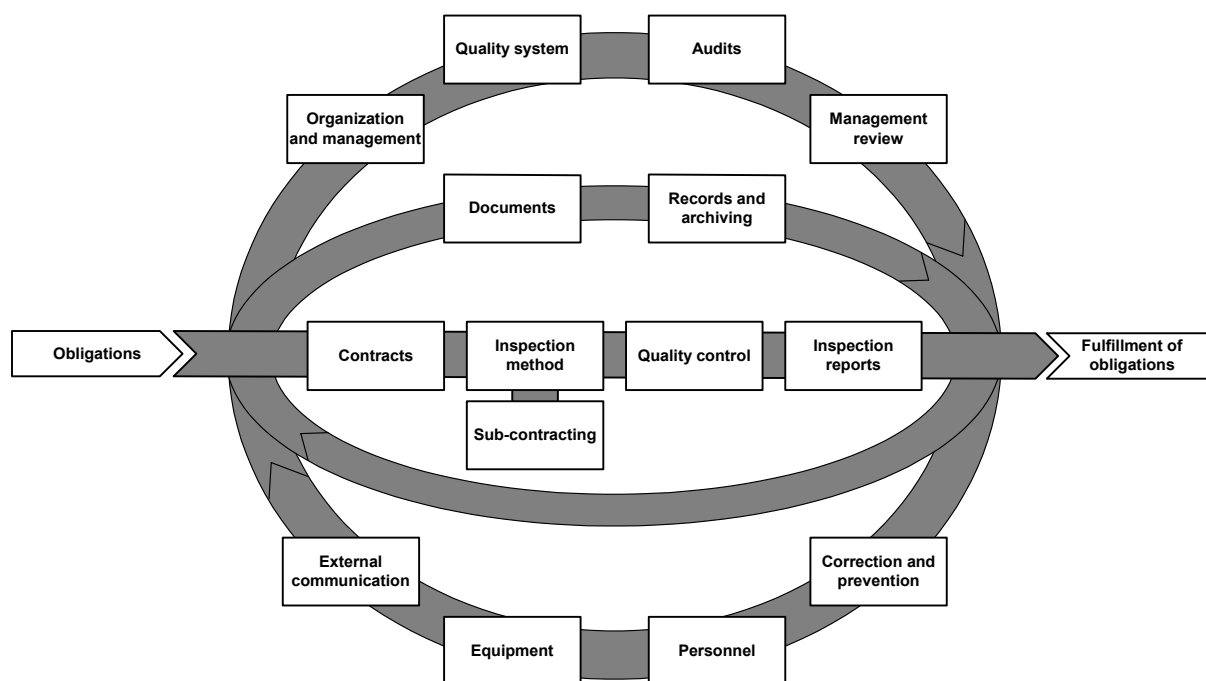 Quality system
Audits
Organization
and management
Management
review
Documents
Records and
archiving
Obligations
Contracts
Inspection
method
Quality control
Inspection
reports
Fulfillment of
obligations
Sub-contracting
External
communication
Correction and
prevention
Equipment
Personnel